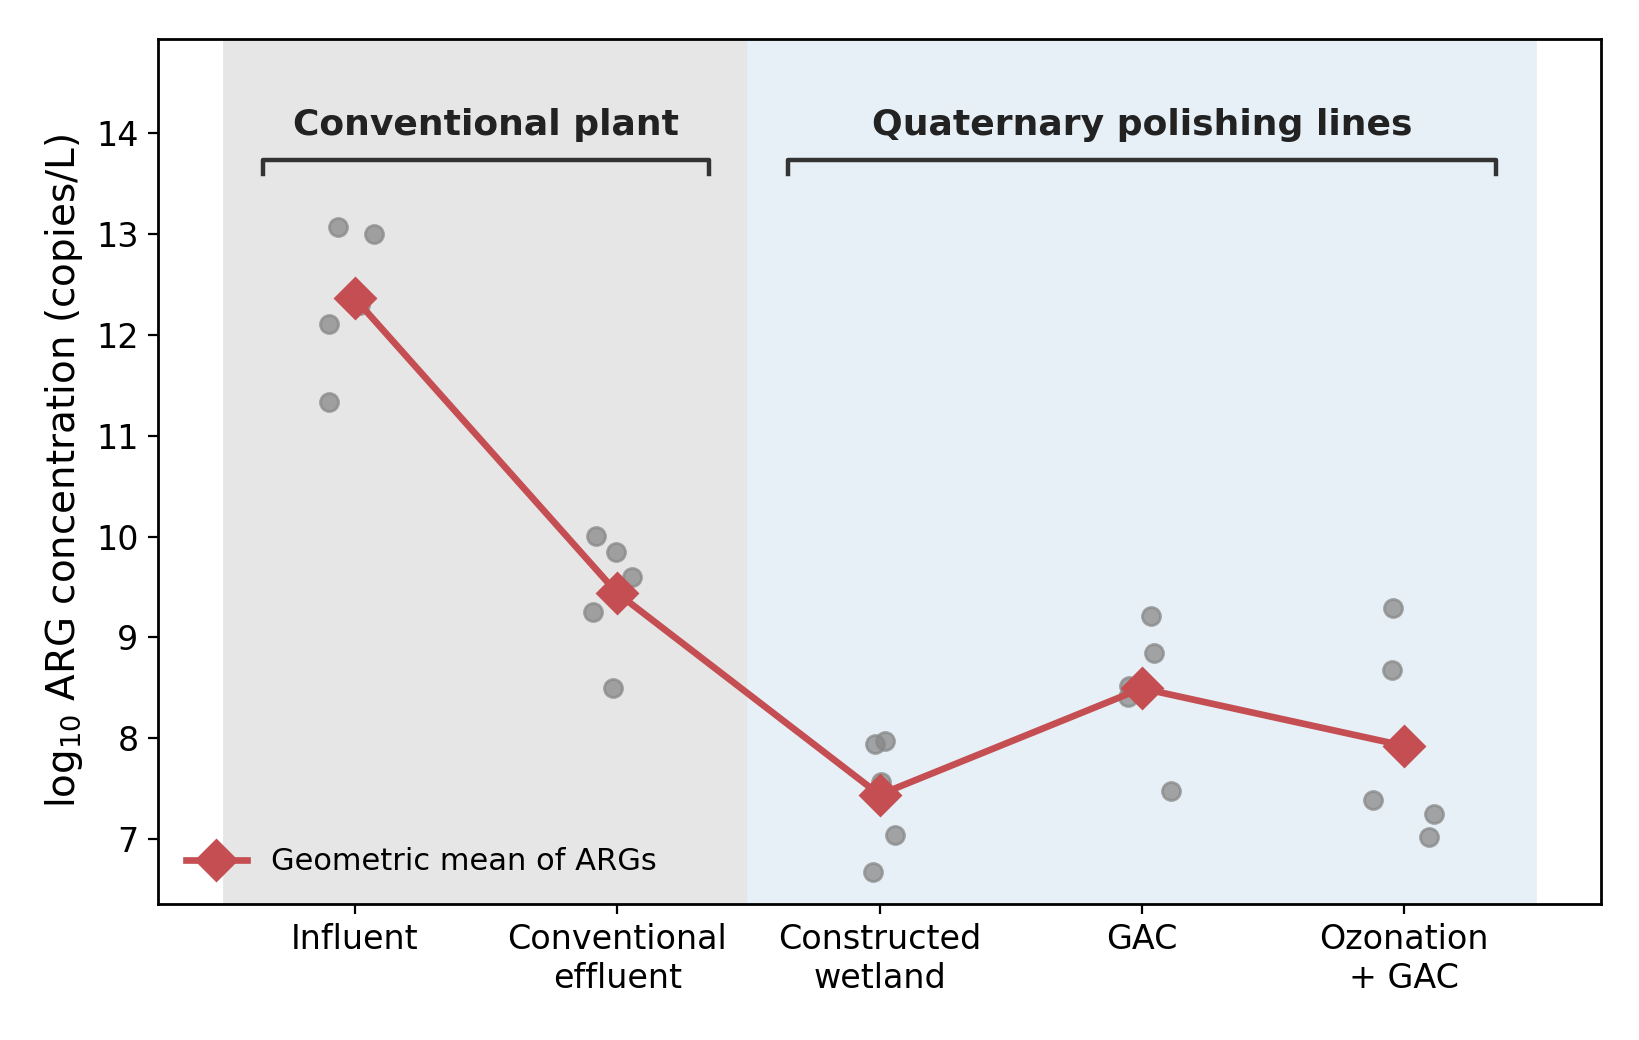 Conventional plant
Quaternary polishing lines
log₁₀ ARG concentration (copies/L)
14
13
12
11
10
9
8
7
Geometric mean of ARGs
Influent
Conventional
effluent
Constructed
wetland
GAC
Ozonation
+ GAC